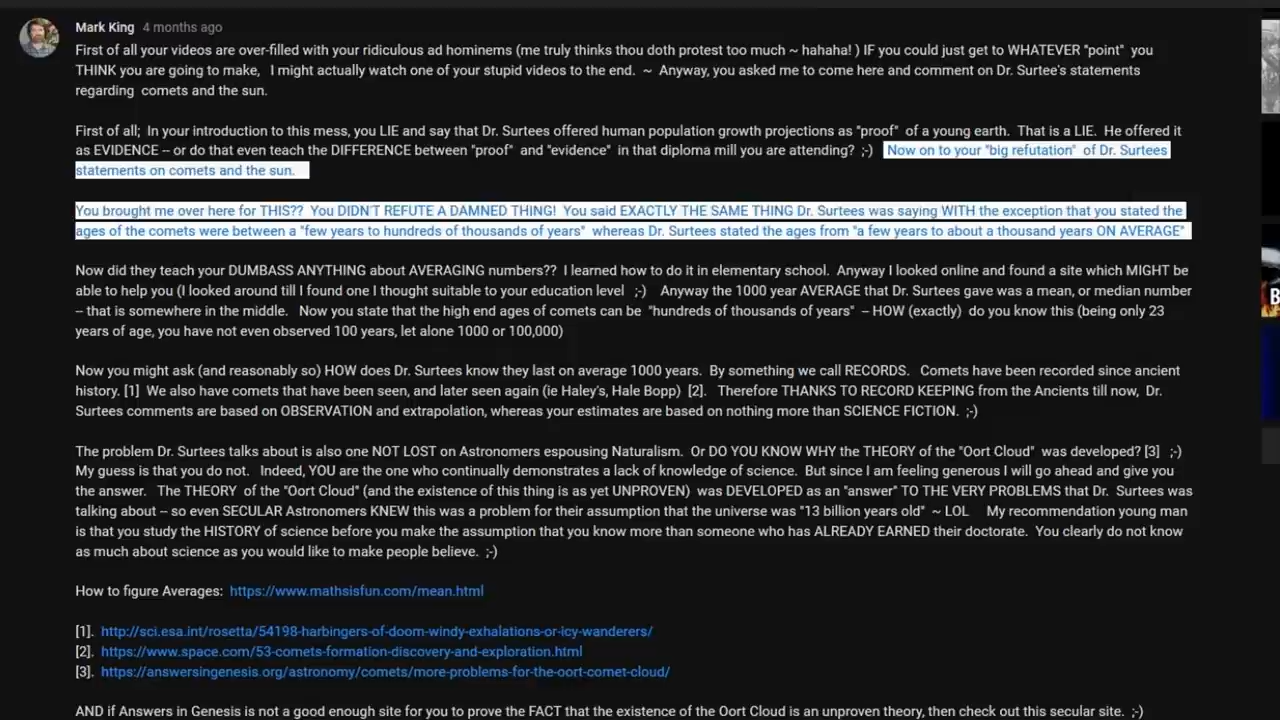 Mark King 4 months ago
First of all your videos are over-filled with your ridiculous ad hominems (me truly thinks thou doth protest too much ~ hahaha! ) IF you could just get to WHATEVER "point" you
THINK you are going to make, I might actually watch one of your stupid videos to the end. ~ Anyway, you asked me to come here and comment on Dr. Surtee's statements
regarding comets and the sun.
First of all; In your introduction to this mess, you LIE and say that Dr. Surtees offered human population growth projections as "proof" of a young earth. That is a LIE. He offered it
as EVIDENCE -- or do that even teach the DIFFERENCE between "proof" and "evidence" in that diploma mill you are attending? ;-) Now on to your "big refutation" of Dr. Surtees
statements on comets and the sun.
You brought me over here for THIS?? You DIDN'T REFUTE A DAMNED THING! You said EXACTLY THE SAME THING Dr. Surtees was saying WITH the exception that you stated the
ages of the comets were between a "few years to hundreds of thousands of years" whereas Dr. Surtees stated the ages from "a few years to about a thousand years ON AVERAGE"
Now did they teach your DUMBASS ANYTHING about AVERAGING numbers?? I learned how to do it in elementary school. Anyway I looked online and found a site which MIGHT be
able to help you (I looked around till I found one I thought suitable to your education level ;-) Anyway the 1000 year AVERAGE that Dr. Surtees gave was a mean, or median number
-- that is somewhere in the middle. Now you state that the high end ages of comets can be "hundreds of thousands of years" -- HOW (exactly) do you know this (being only 23
years of age, you have not even observed 100 years, let alone 1000 or 100,000)
Now you might ask (and reasonably so) HOW does Dr. Surtees know they last on average 1000 years. By something we call RECORDS. Comets have been recorded since ancient
history. [1] We also have comets that have been seen, and later seen again (ie Haley's, Hale Bopp) [2]. Therefore THANKS TO RECORD KEEPING from the Ancients till now, Dr.
Surtees comments are based on OBSERVATION and extrapolation, whereas your estimates are based on nothing more than SCIENCE FICTION. ;-)
The problem Dr. Surtees talks about is also one NOT LOST on Astronomers espousing Naturalism. Or DO YOU KNOW WHY the THEORY of the "Oort Cloud" was developed? [3] ;-)
My guess is that you do not. Indeed, YOU are the one who continually demonstrates a lack of knowledge of science. But since I am feeling generous I will go ahead and give you
the answer. The THEORY of the "Oort Cloud" (and the existence of this thing is as yet UNPROVEN) was DEVELOPED as an "answer" TO THE VERY PROBLEMS that Dr. Surtees was
talking about -- so even SECULAR Astronomers KNEW this was a problem for their assumption that the universe was "13 billion years old" ~ LOL My recommendation young man
is that you study the HISTORY of science before you make the assumption that you know more than someone who has ALREADY EARNED their doctorate. You clearly do not know
as much about science as you would like to make people believe. ;-)
How to figure Averages: https://www.mathsisfun.com/mean.html
[1]. http://sci.esa.int/rosetta/54198-harbingers-of-doom-windy-exhalations-or-icy-wanderers/
[2]. https://www.space.com/53-comets-formation-discovery-and-exploration.html
[3]. https://answersingenesis.org/astronomy/comets/more-problems-for-the-oort-comet-cloud/
AND if Answers in Genesis is not a good enough site for you to prove the FACT that the existence of the Oort Cloud is an unproven theory, then check out this secular site. ;-)